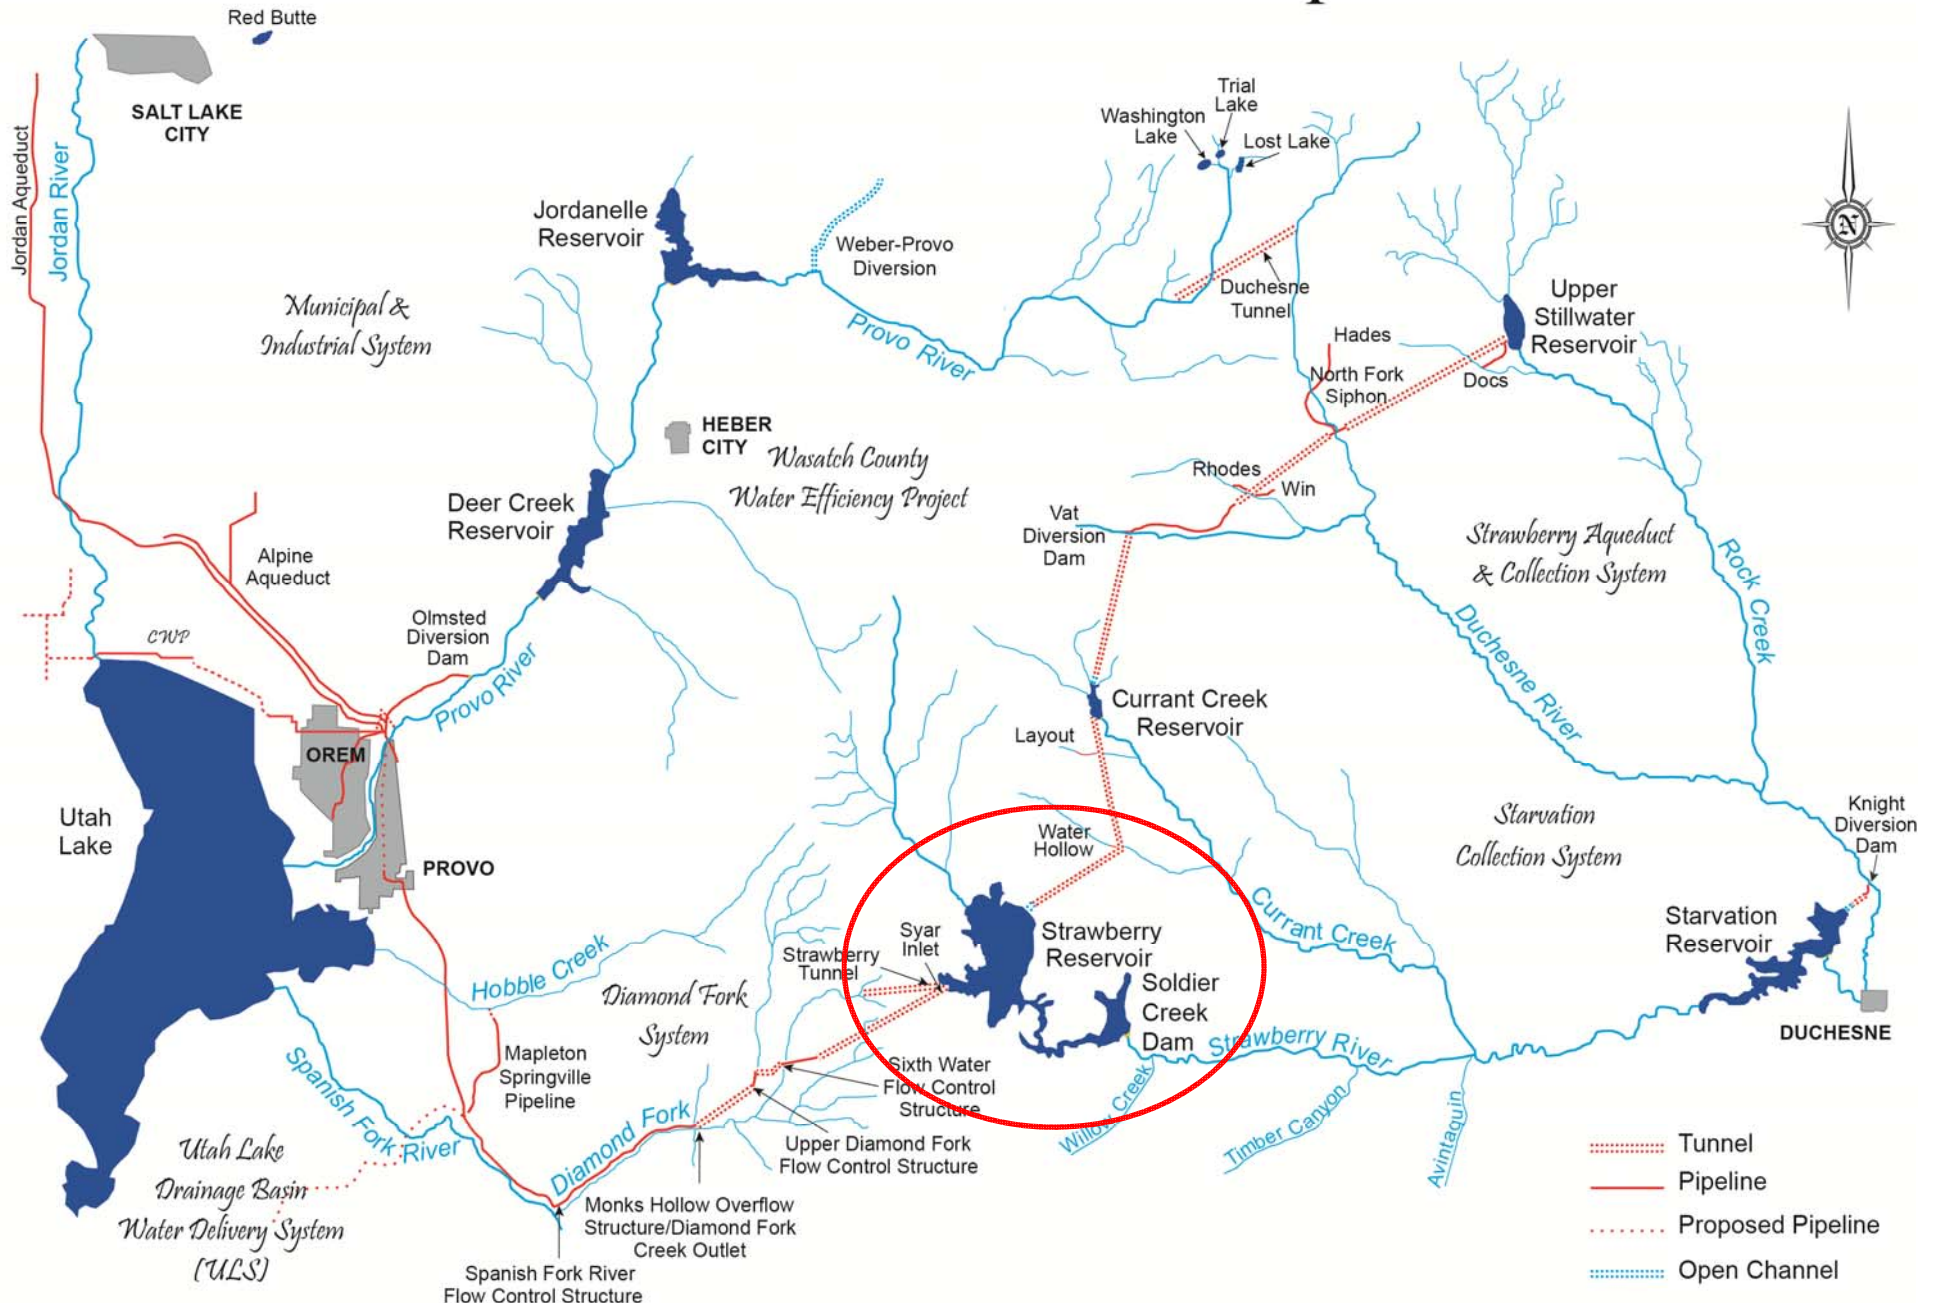 Red Butte
SALT LAKE
CITY
Jordan Aqueduct
Jordan River
Trial
Lake
Washington
Lake
Lost Lake
Jordanelle
Reservoir
Weber-Provo
Diversion
Duchesne
Tunnel
N
Municipal &
Industrial System
Provo River
Upper
Stillwater
Reservoir
Hades
North Fork
Siphon
Docs
HEBER
CITY
Wasatch County
Water Efficiency Project
Rhodes
Win
Deer Creek
Reservoir
Vat
Diversion
Dam
Strawberry Aqueduct
& Collection System
Rock Creek
Alpine
Aqueduct
Olmsted
Diversion
Dam
CWP
Provo River
Duchesne River
Currant Creek
Reservoir
Layout
OREM
Utah
Lake
PROVO
Water
Hollow
Starvation
Collection System
Knight
Diversion
Dam
Currant Creek
Starvation
Reservoir
Syar
Inlet
Strawberry
Reservoir
Strawberry
Tunnel
Soldier
Creek
Dam
Hobble Creek
Diamond Fork
System
Strawberry River
DUCHESNE
Mapleton
Springville
Pipeline
Sixth Water
Flow Control
Structure
Willow Creek
Timber Canyon
Avintaquin
Spanish Fork River
Diamond Fork
Upper Diamond Fork
Flow Control Structure
Utah Lake
Drainage Basin
Water Delivery System
(ULS)
Monks Hollow Overflow
Structure/Diamond Fork
Creek Outlet
Spanish Fork River
Flow Control Structure
Tunnel
Pipeline
Proposed Pipeline
Open Channel